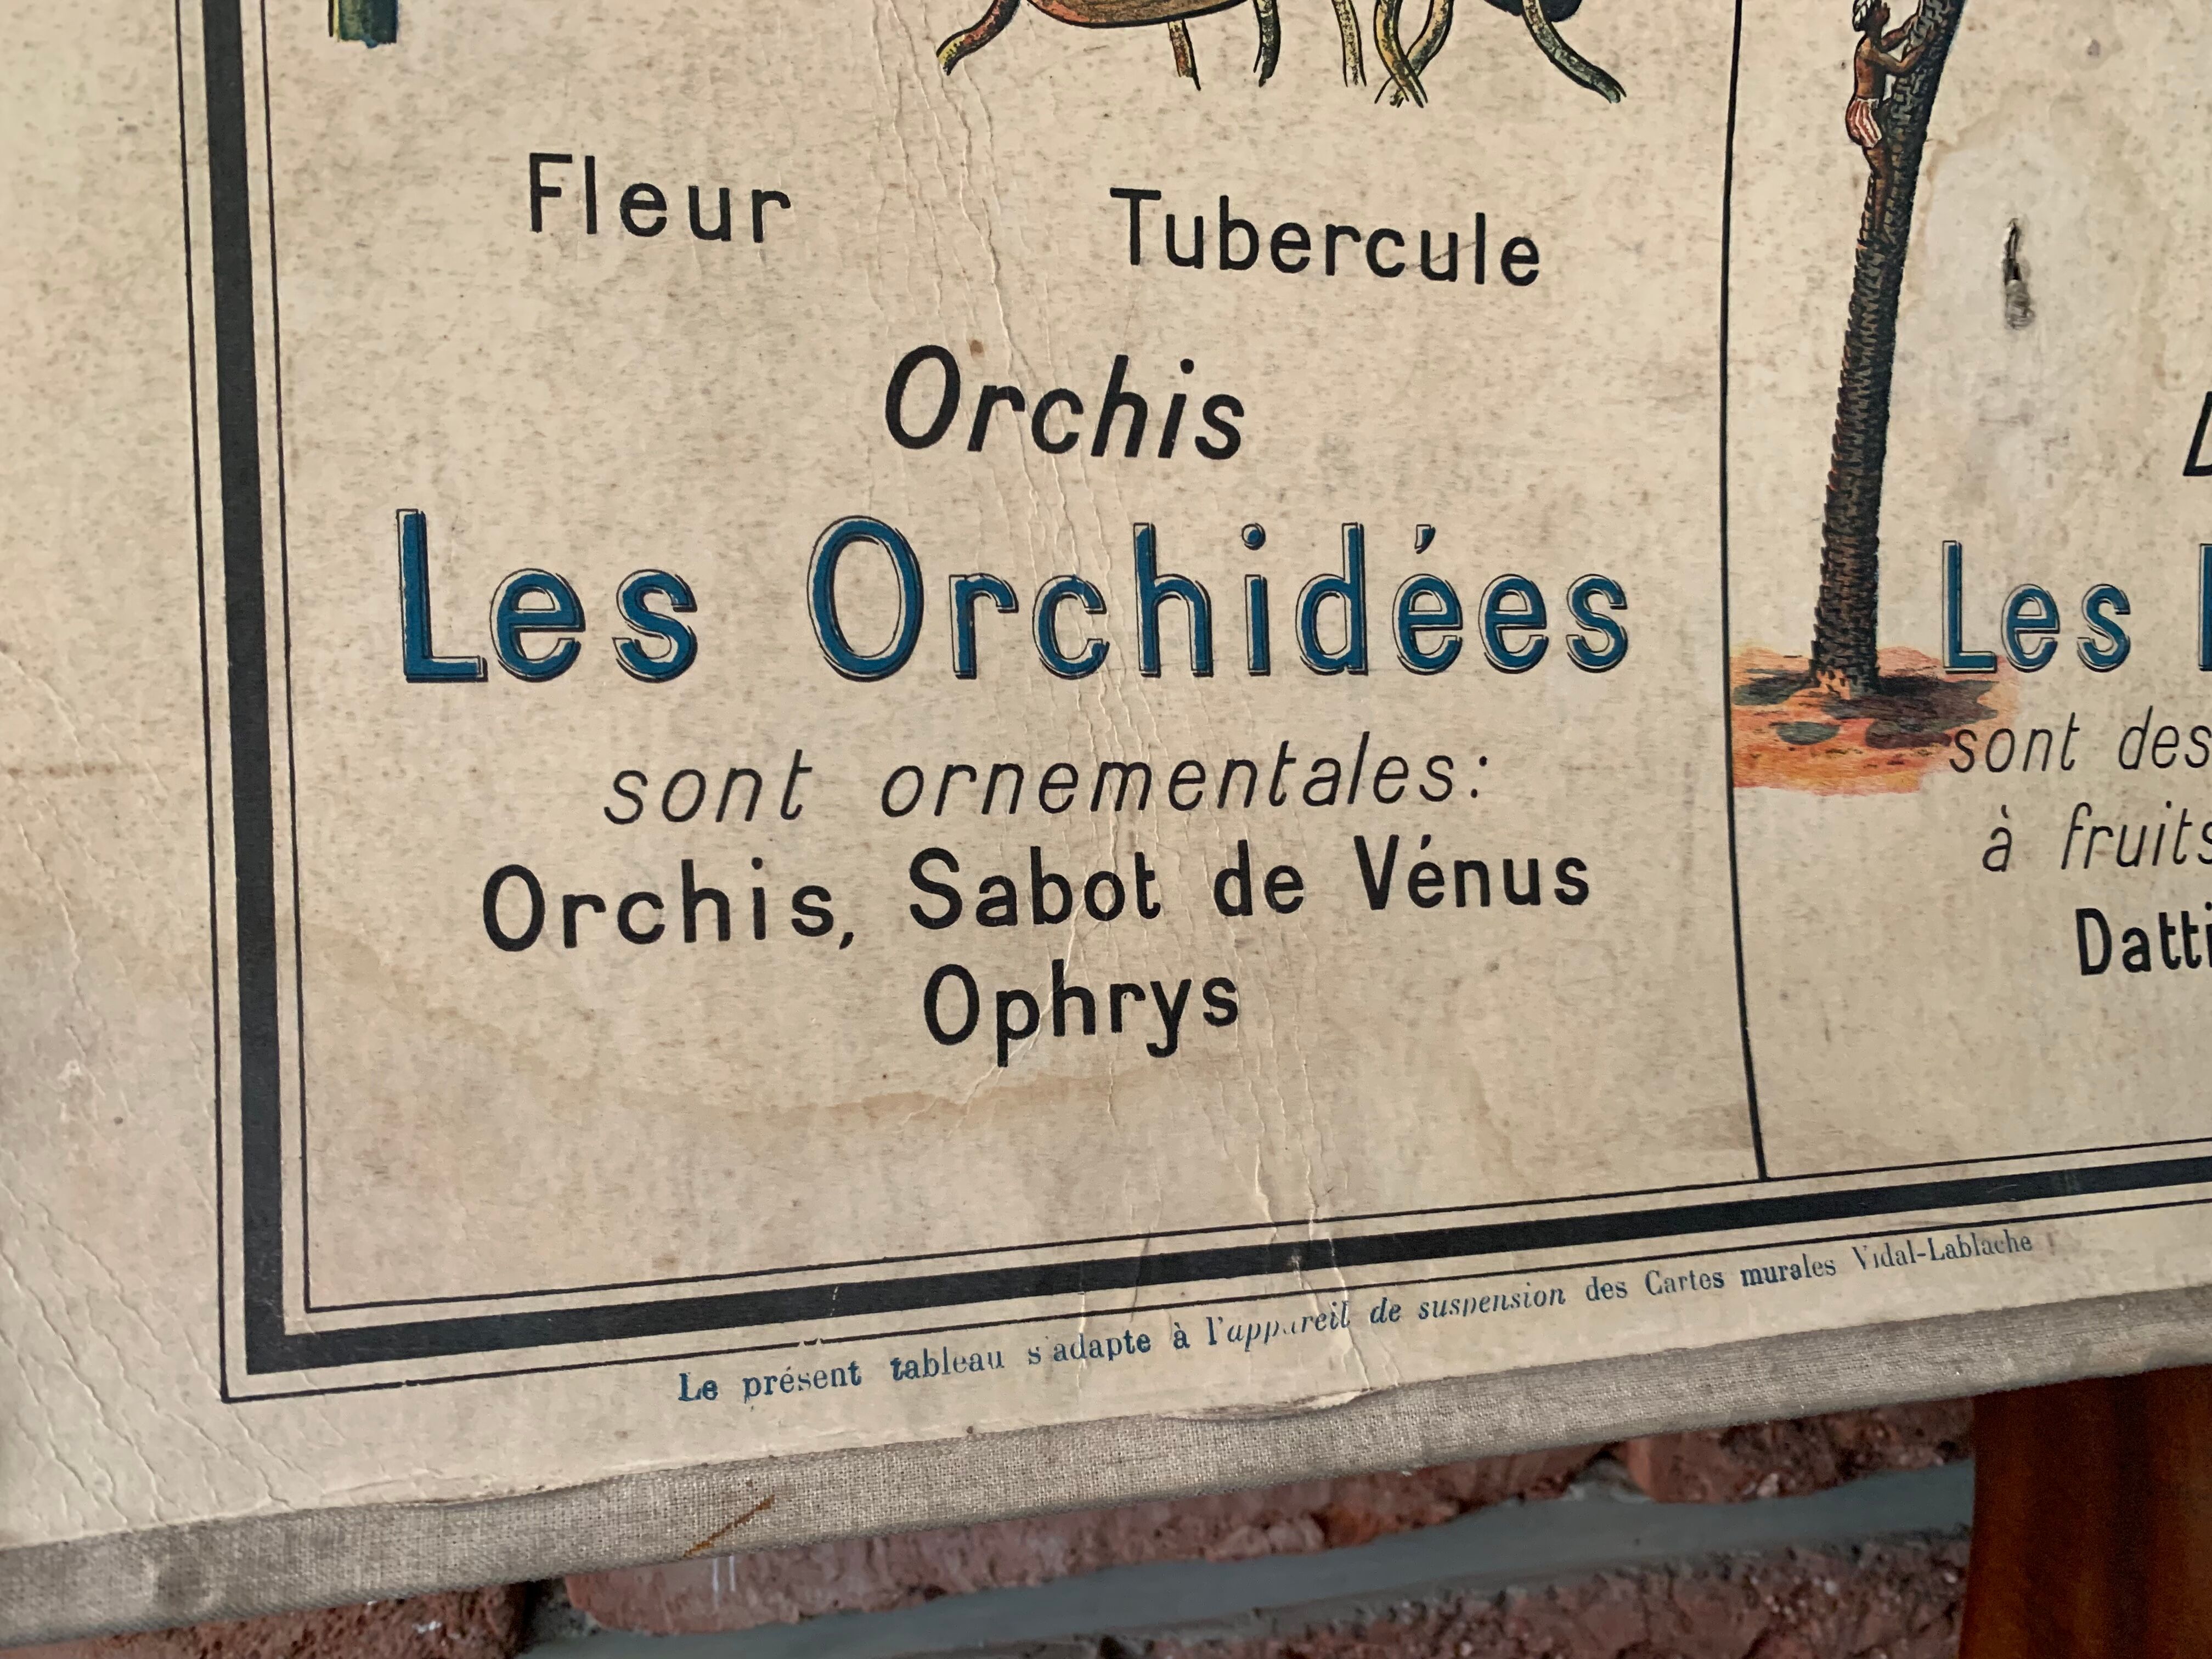 Fleur
Tubercule
Orchis
Les Orchidées
sont ornementales:
Orchis, Sabot de Vénus
Ophrys
Les
sont des
à fruits
Datti
Le présent tableau s'adapte à l'appareil de suspension des Cartes murales Vidal-Lablache